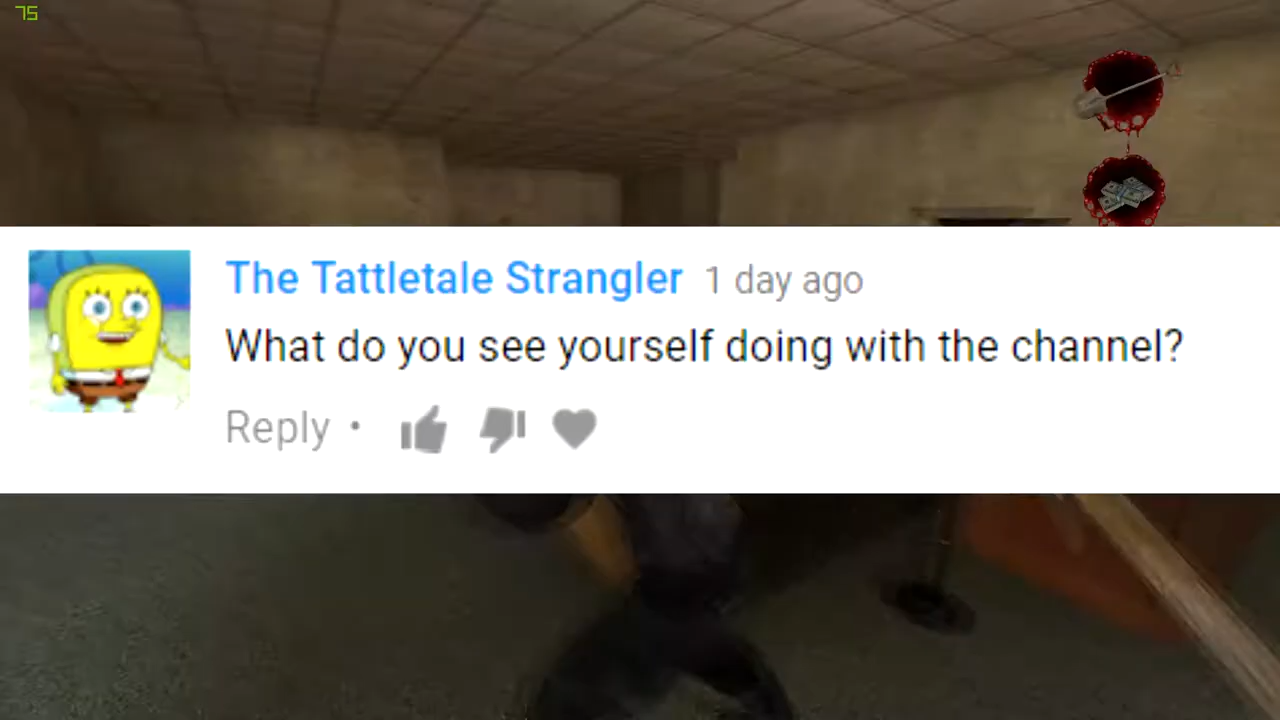 75
The Tattletale Strangler 1 day ago
What do you see yourself doing with the channel?
Reply •